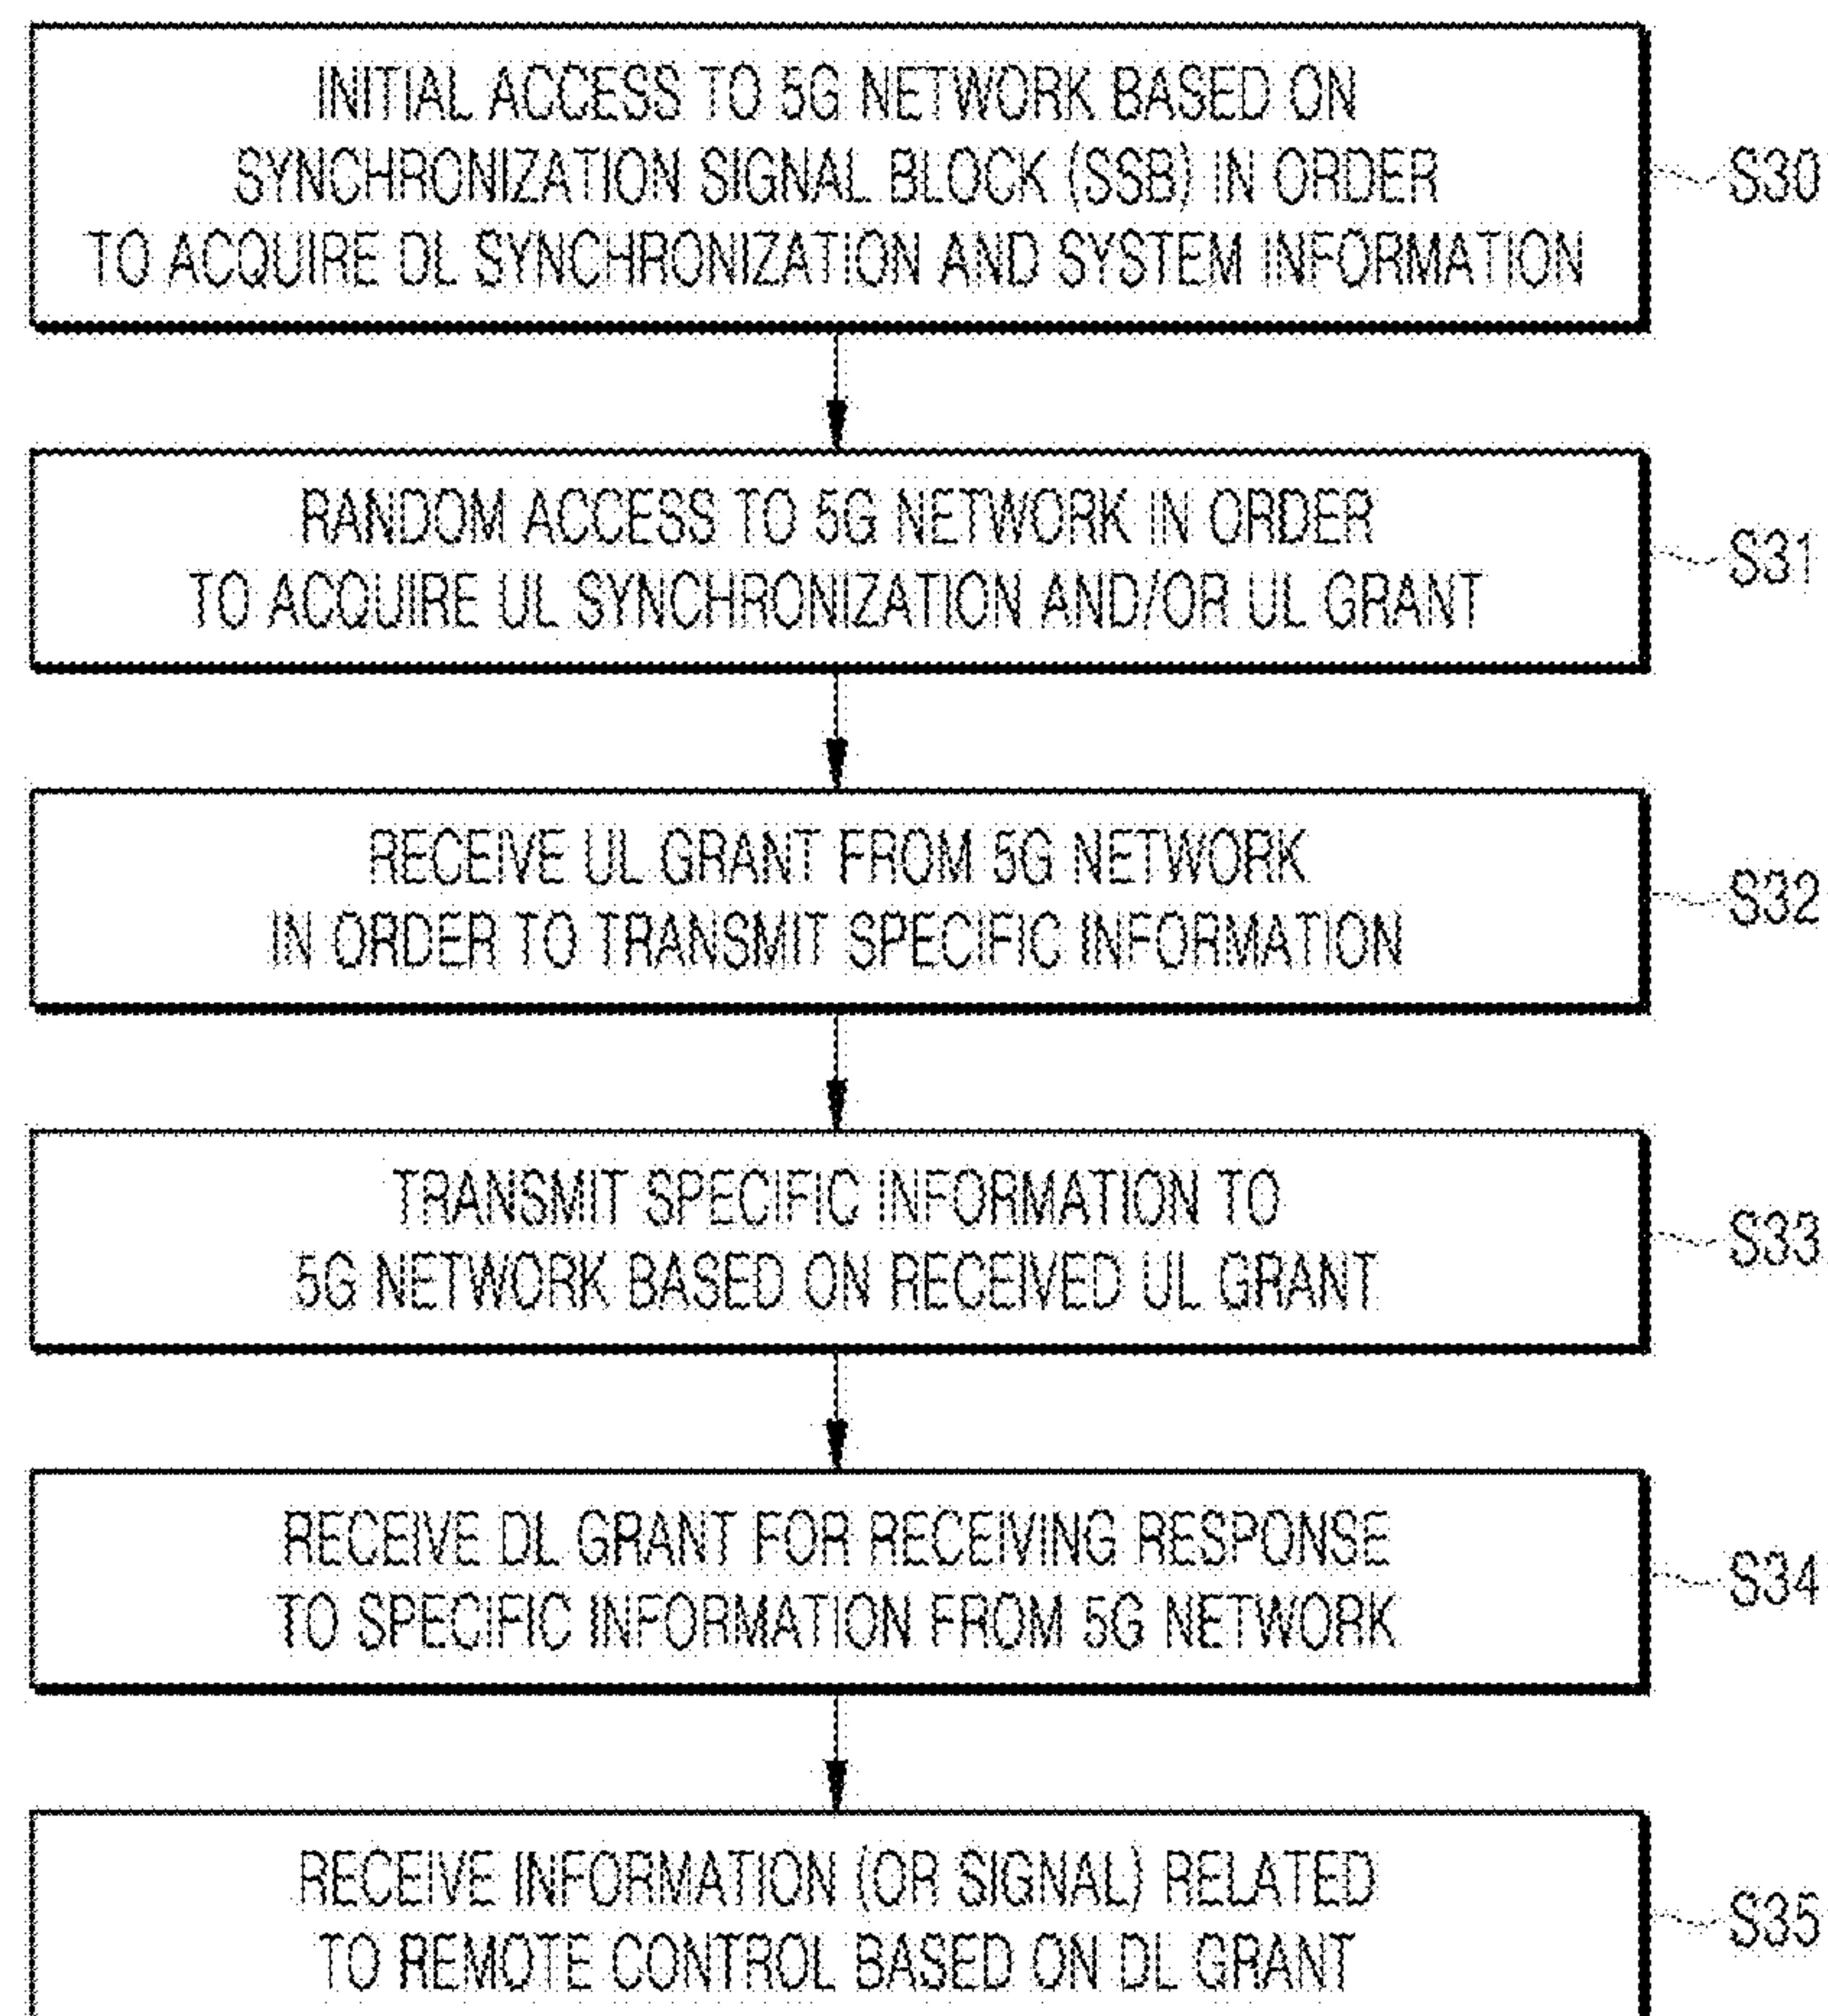 INITIAL ACCESS TO 5G NETWORK BASED ON
SYNCHRONIZATION SIGNAL BLOCK (SSB) IN ORDER
TO ACQUIRE DL SYNCHRONIZATION AND SYSTEM INFORMATION
S30
RANDOM ACCESS TO 5G NETWORK IN ORDER
TO ACQUIRE UL SYNCHRONIZATION AND/OR UL GRANT
S31
RECEIVE UL GRANT FROM 5G NETWORK
IN ORDER TO TRANSMIT SPECIFIC INFORMATION
S32
TRANSMIT SPECIFIC INFORMATION TO
5G NETWORK BASED ON RECEIVED UL GRANT
S33
RECEIVE DL GRANT FOR RECEIVING RESPONSE
TO SPECIFIC INFORMATION FROM 5G NETWORK
S34
RECEIVE INFORMATION (OR SIGNAL) RELATED
TO REMOTE CONTROL BASED ON DL GRANT
S35